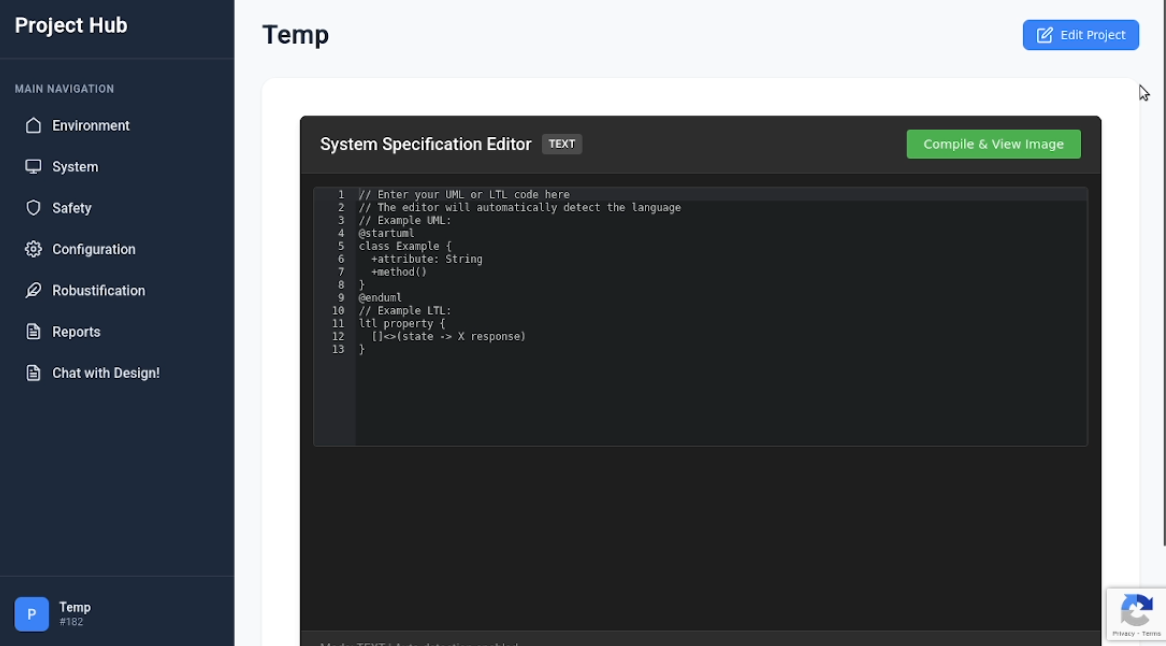 Project Hub
MAIN NAVIGATION
Environment
System
Safety
Configuration
Robustification
Reports
Chat with Design!
P
Temp
#182
Temp
Edit Project
System Specification Editor TEXT
Compile & View Image
1 // Enter your UML or LTL code here
2 // The editor will automatically detect the language
3 // Example UML:
4 @startuml
5 class Example {
6 +attribute: String
7 +method()
8 }
9 @enduml
10 // Example LTL:
11 ltl property {
12 []<>(state -> X response)
13 }
Privacy - Terms